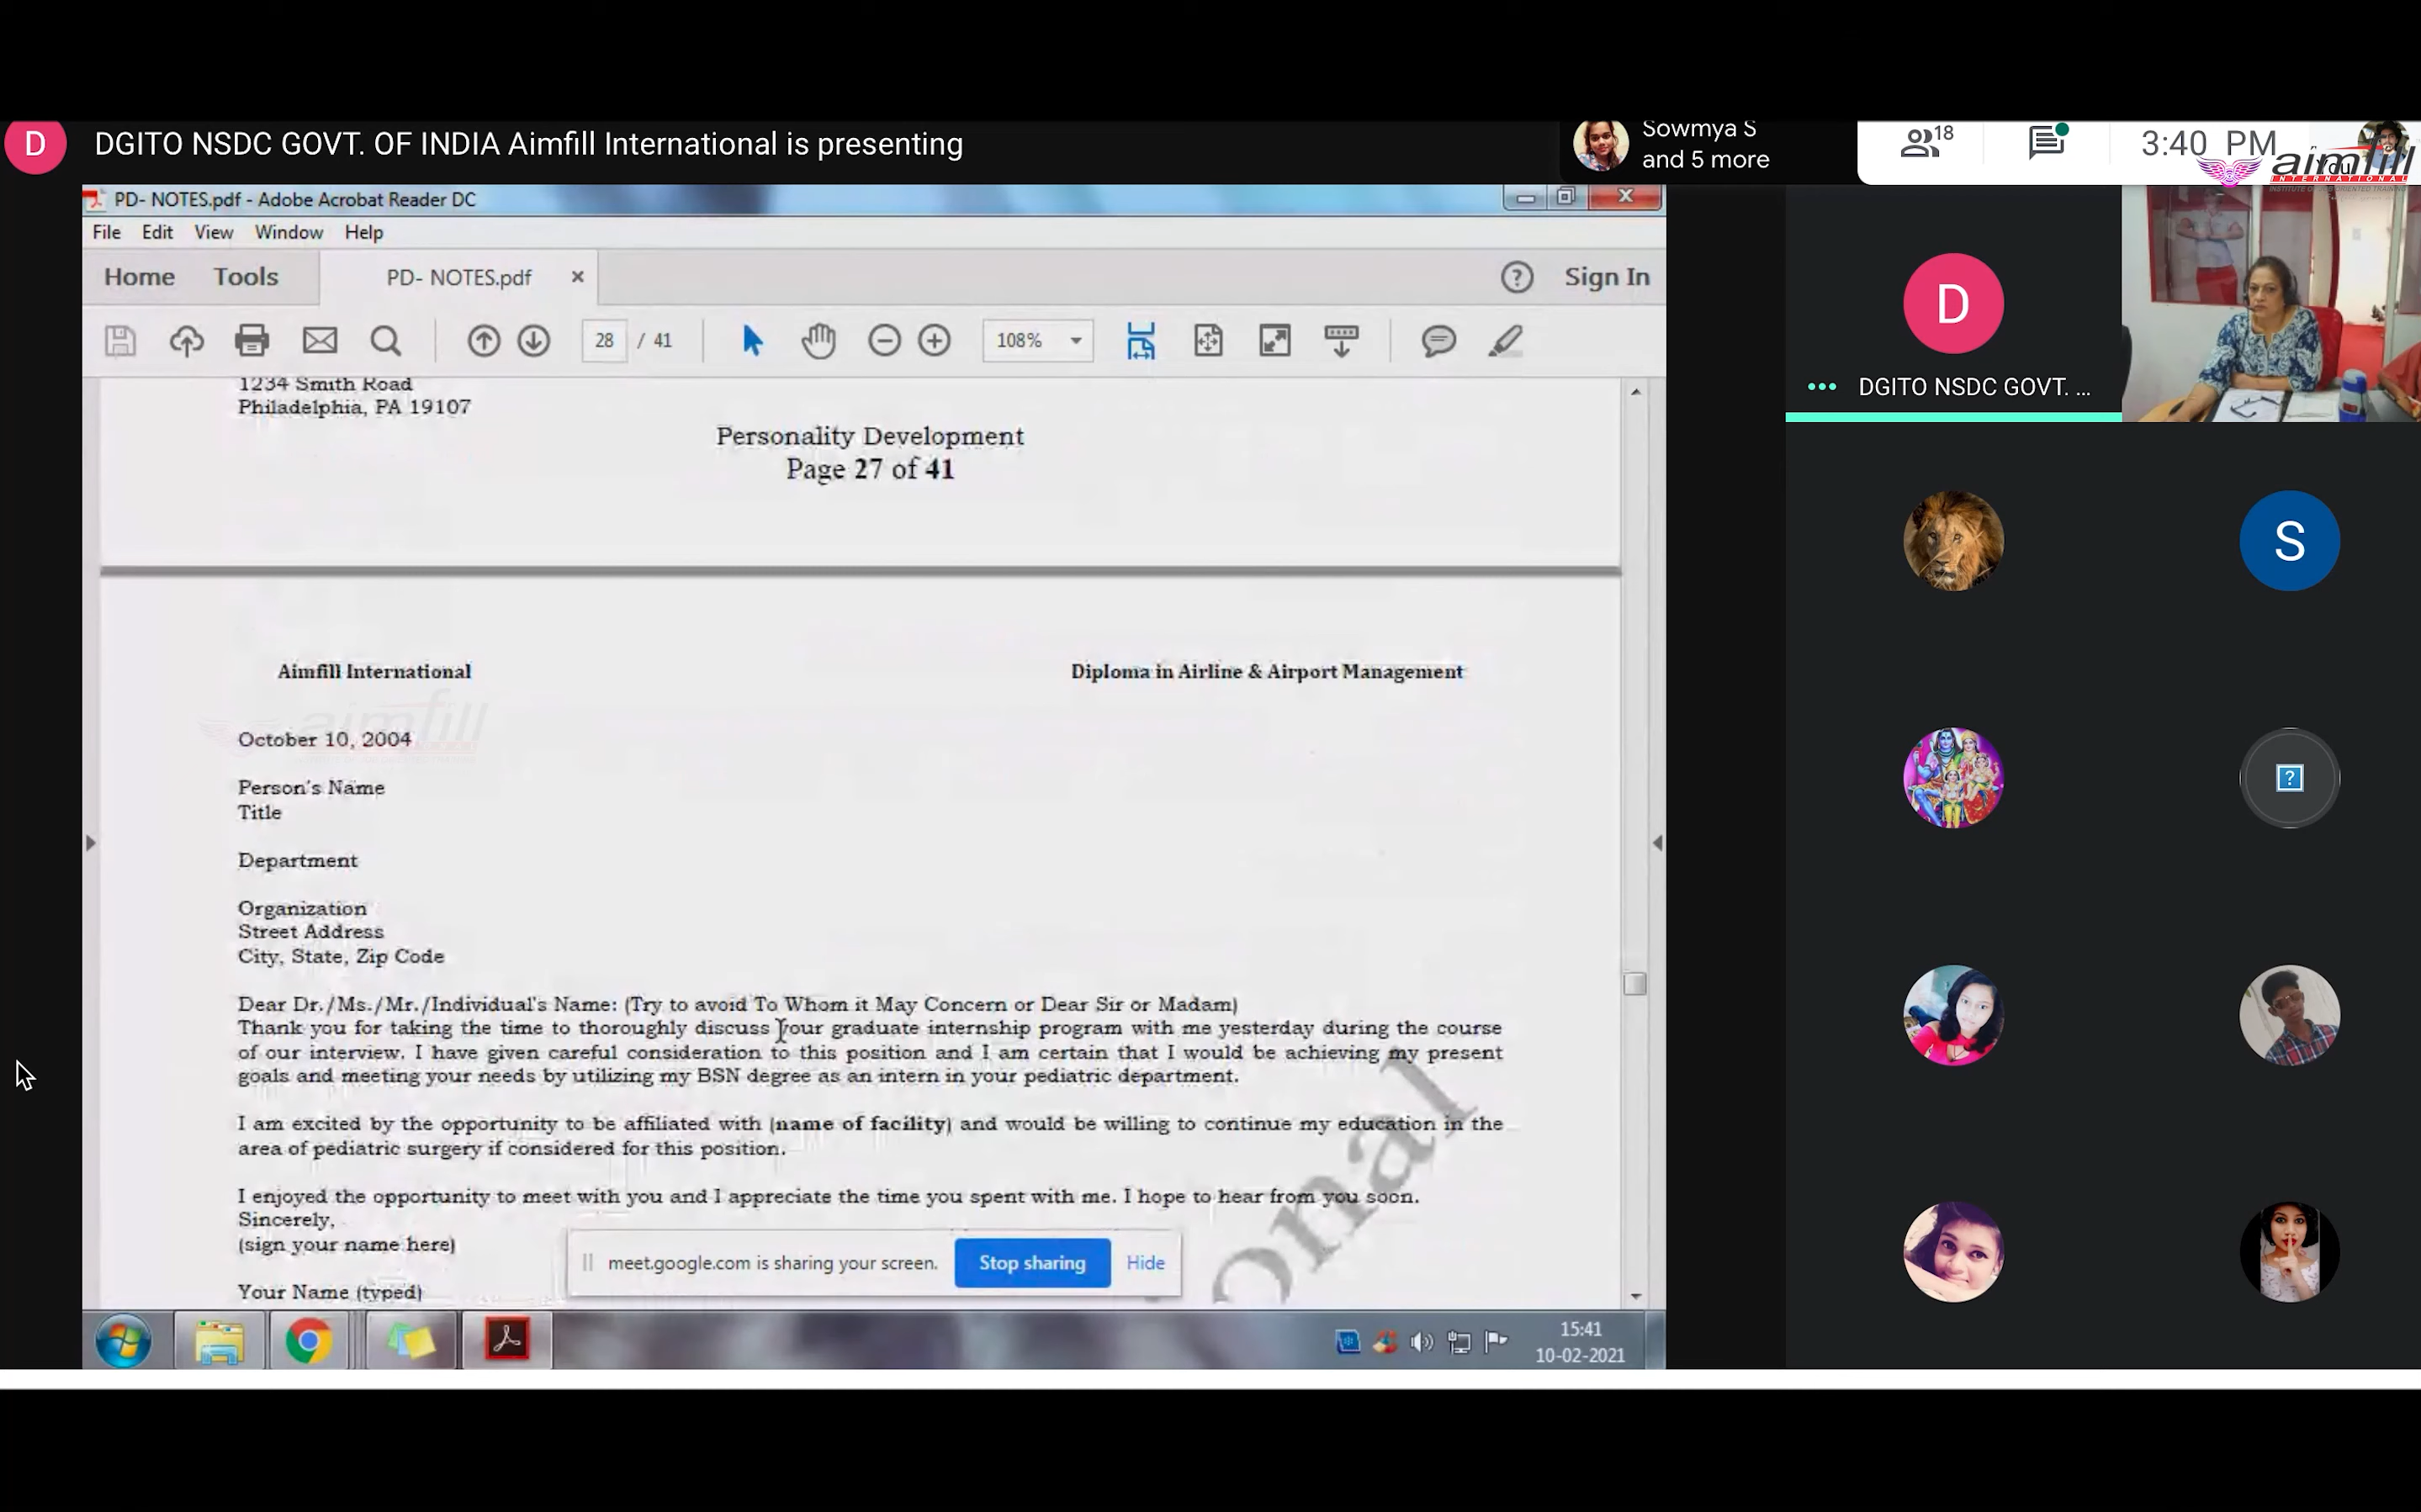 D
DGITO NSDC GOVT. OF INDIA Aimfill International is presenting
Sowmya S
and 5 more
18
3:40 PM
You
aimfill
INTERNATIONAL
PD- NOTES.pdf - Adobe Acrobat Reader DC
File Edit View Window Help
Home Tools PD- NOTES.pdf × ? Sign In
28 / 41 108%
1234 Smith Road
Philadelphia, PA 19107
Personality Development
Page 27 of 41
Aimfill International Diploma in Airline & Airport Management
aimfill
October 10, 2004
Person's Name
Title
Department
Organization
Street Address
City, State, Zip Code
Dear Dr./Ms./Mr./Individual's Name: (Try to avoid To Whom it May Concern or Dear Sir or Madam)
Thank you for taking the time to thoroughly discuss your graduate internship program with me yesterday during the course
of our interview. I have given careful consideration to this position and I am certain that I would be achieving my present
goals and meeting your needs by utilizing my BSN degree as an intern in your pediatric department.
I am excited by the opportunity to be affiliated with (name of facility) and would be willing to continue my education in the
area of pediatric surgery if considered for this position.
I enjoyed the opportunity to meet with you and I appreciate the time you spent with me. I hope to hear from you soon.
Sincerely,
(sign your name here)
Your Name (typed)
onal
meet.google.com is sharing your screen. Stop sharing Hide
15:41
10-02-2021
D
DGITO NSDC GOVT. ...
S
?